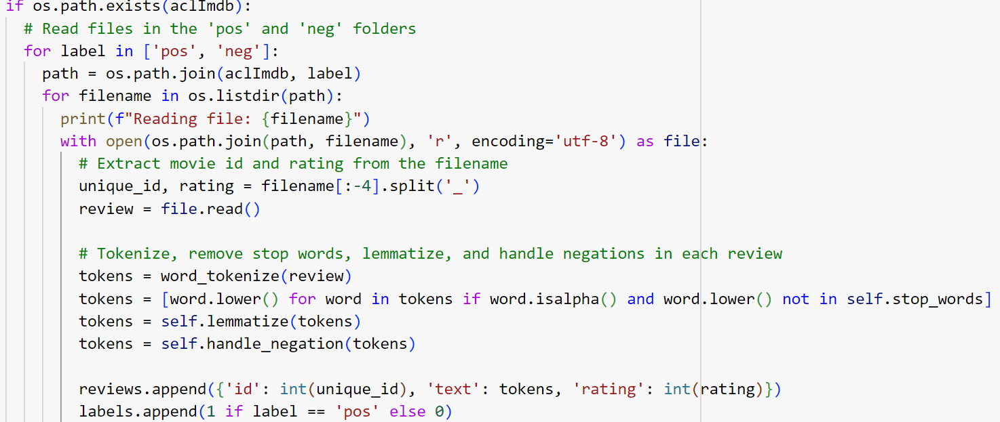 if os.path.exists(aclImdb):
# Read files in the 'pos' and 'neg' folders
for label in ['pos', 'neg']:
path = os.path.join(aclImdb, label)
for filename in os.listdir(path):
print(f"Reading file: {filename}")
with open(os.path.join(path, filename), 'r', encoding='utf-8') as file:
# Extract movie id and rating from the filename
unique_id, rating = filename[:-4].split('_')
review = file.read()
# Tokenize, remove stop words, lemmatize, and handle negations in each review
tokens = word_tokenize(review)
tokens = [word.lower() for word in tokens if word.isalpha() and word.lower() not in self.stop_words]
tokens = self.lemmatize(tokens)
tokens = self.handle_negation(tokens)
reviews.append({'id': int(unique_id), 'text': tokens, 'rating': int(rating)})
labels.append(1 if label == 'pos' else 0)